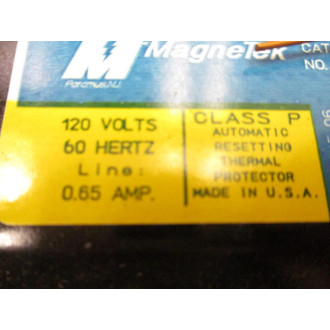 MagneTek
CAT
NO.
Paramus, NJ
120 VOLTS
60 HERTZ
Line:
0.65 AMP.
CLASS P
AUTOMATIC
RESETTING
THERMAL
PROTECTOR
MADE IN U.S.A.